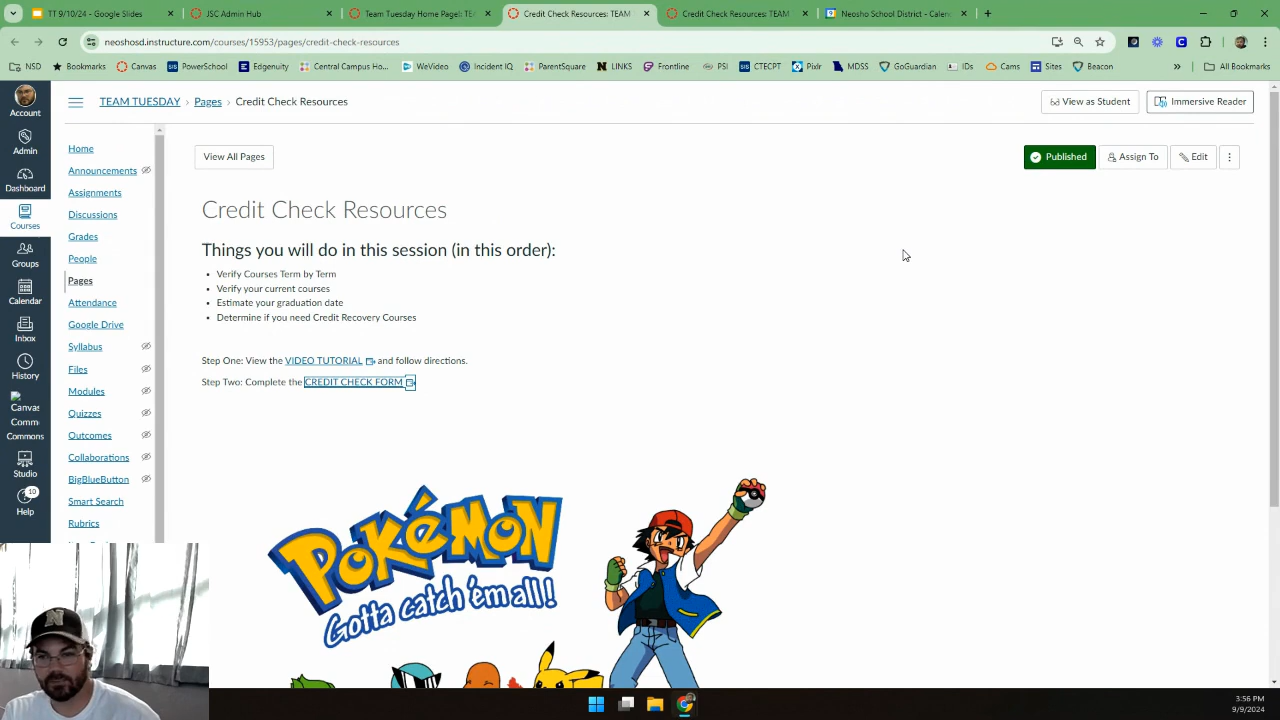 TT 9/10/24 - Google Slides
JSC Admin Hub
Team Tuesday Home Page!: TE
Credit Check Resources: TEAM
Credit Check Resources: TEAM
Neosho School District - Calend
neoshosd.instructure.com/courses/15953/pages/credit-check-resources
NSD
Bookmarks
Canvas
SIS PowerSchool
Edgenuity
Central Campus Ho...
WeVideo
Incident IQ
ParentSquare
N LINKS
Frontline
PSI
SIS CTECPT
Pixlr
MDSS
GoGuardian
IDs
Cams
Sites
Beacon
All Bookmarks
TEAM TUESDAY › Pages › Credit Check Resources
View as Student
Immersive Reader
Account
Admin
Dashboard
Courses
Groups
Calendar
Inbox
History
Canvas
Comm
Commons
Studio
10
Help
Home
Announcements
Assignments
Discussions
Grades
People
Pages
Attendance
Google Drive
Syllabus
Files
Modules
Quizzes
Outcomes
Collaborations
BigBlueButton
Smart Search
Rubrics
View All Pages
Published
Assign To
Edit
Credit Check Resources
Things you will do in this session (in this order):
• Verify Courses Term by Term
• Verify your current courses
• Estimate your graduation date
• Determine if you need Credit Recovery Courses
Step One: View the VIDEO TUTORIAL and follow directions.
Step Two: Complete the CREDIT CHECK FORM
POKéMON
Gotta catch 'em all!
N
3:56 PM
9/9/2024